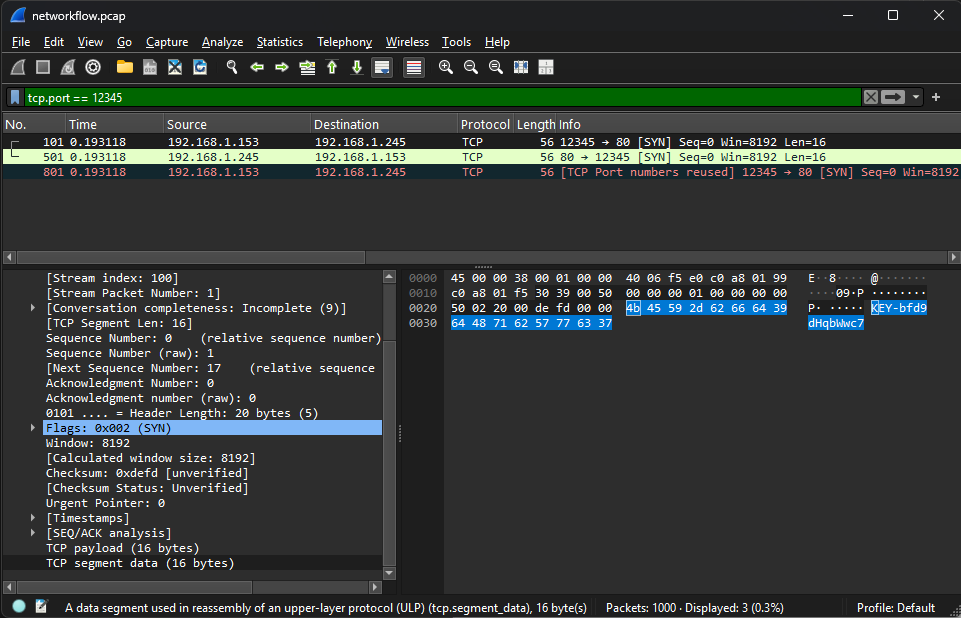 networkflow.pcap
File Edit View Go Capture Analyze Statistics Telephony Wireless Tools Help
tcp.port == 12345
No. Time Source Destination Protocol Length Info
101 0.193118 192.168.1.153 192.168.1.245 TCP 56 12345 → 80 [SYN] Seq=0 Win=8192 Len=16
501 0.193118 192.168.1.245 192.168.1.153 TCP 56 80 → 12345 [SYN] Seq=0 Win=8192 Len=16
801 0.193118 192.168.1.153 192.168.1.245 TCP 56 [TCP Port numbers reused] 12345 → 80 [SYN] Seq=0 Win=8192
[Stream index: 100]
[Stream Packet Number: 1]
[Conversation completeness: Incomplete (9)]
[TCP Segment Len: 16]
Sequence Number: 0 (relative sequence number)
Sequence Number (raw): 1
[Next Sequence Number: 17 (relative sequence
Acknowledgment Number: 0
Acknowledgment number (raw): 0
0101 .... = Header Length: 20 bytes (5)
Flags: 0x002 (SYN)
Window: 8192
[Calculated window size: 8192]
Checksum: 0xdefd [unverified]
[Checksum Status: Unverified]
Urgent Pointer: 0
[Timestamps]
[SEQ/ACK analysis]
TCP payload (16 bytes)
TCP segment data (16 bytes)
0000 45 00 00 38 00 01 00 00 40 06 f5 e0 c0 a8 01 99 E··8···· @·······
0010 c0 a8 01 f5 30 39 00 50 00 00 00 01 00 00 00 00 ····09·P ········
0020 50 02 20 00 de fd 00 00 4b 45 59 2d 62 66 64 39 P· ····· KEY-bfd9
0030 64 48 71 62 57 77 63 37 dHqbWwc7
A data segment used in reassembly of an upper-layer protocol (ULP) (tcp.segment_data), 16 byte(s) Packets: 1000 · Displayed: 3 (0.3%) Profile: Default